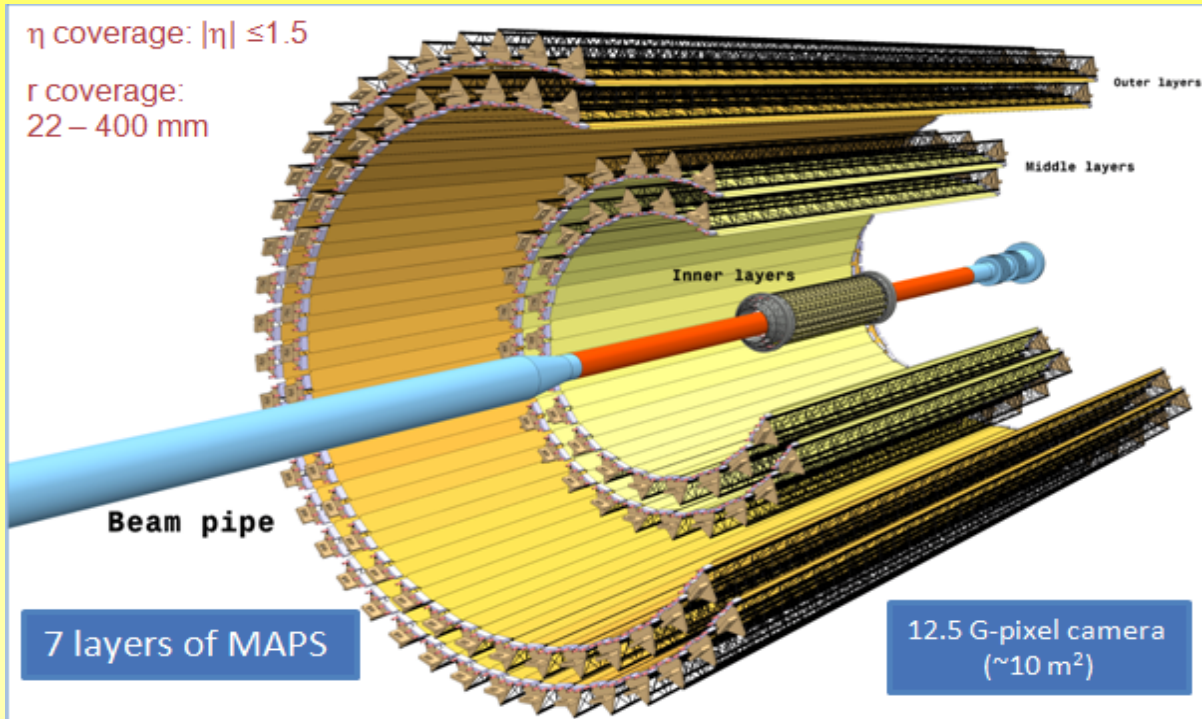 η coverage: |η| ≤1.5
r coverage:
22 – 400 mm
Outer layers
Middle layers
Inner layers
Beam pipe
7 layers of MAPS
12.5 G-pixel camera
(~10 m²)